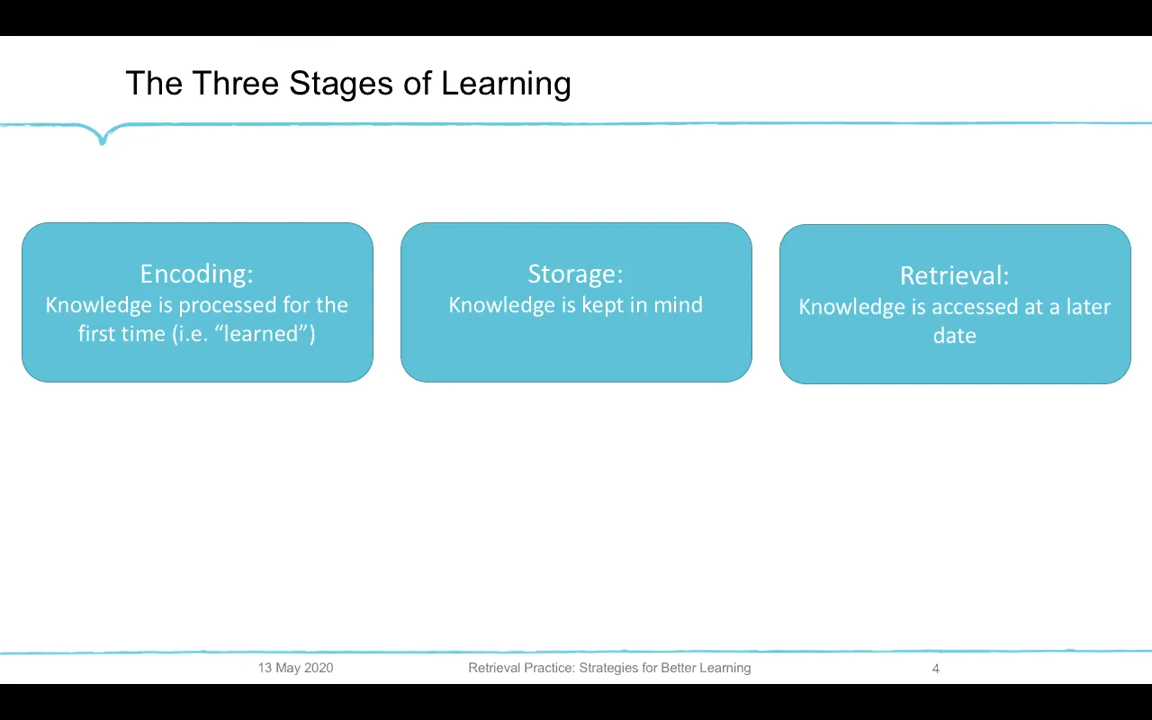 The Three Stages of Learning
Encoding:
Knowledge is processed for the
first time (i.e. “learned”)
Storage:
Knowledge is kept in mind
Retrieval:
Knowledge is accessed at a later
date
13 May 2020
Retrieval Practice: Strategies for Better Learning
4